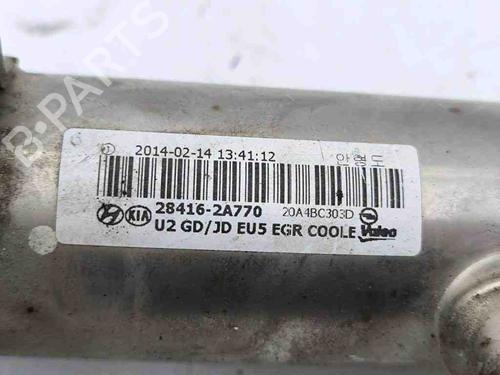 B-PARTS
2014-02-14 13:41:12
KIA 28416-2A770 20A4BC303D
U2 GD/JD EU5 EGR COOLE Valeo